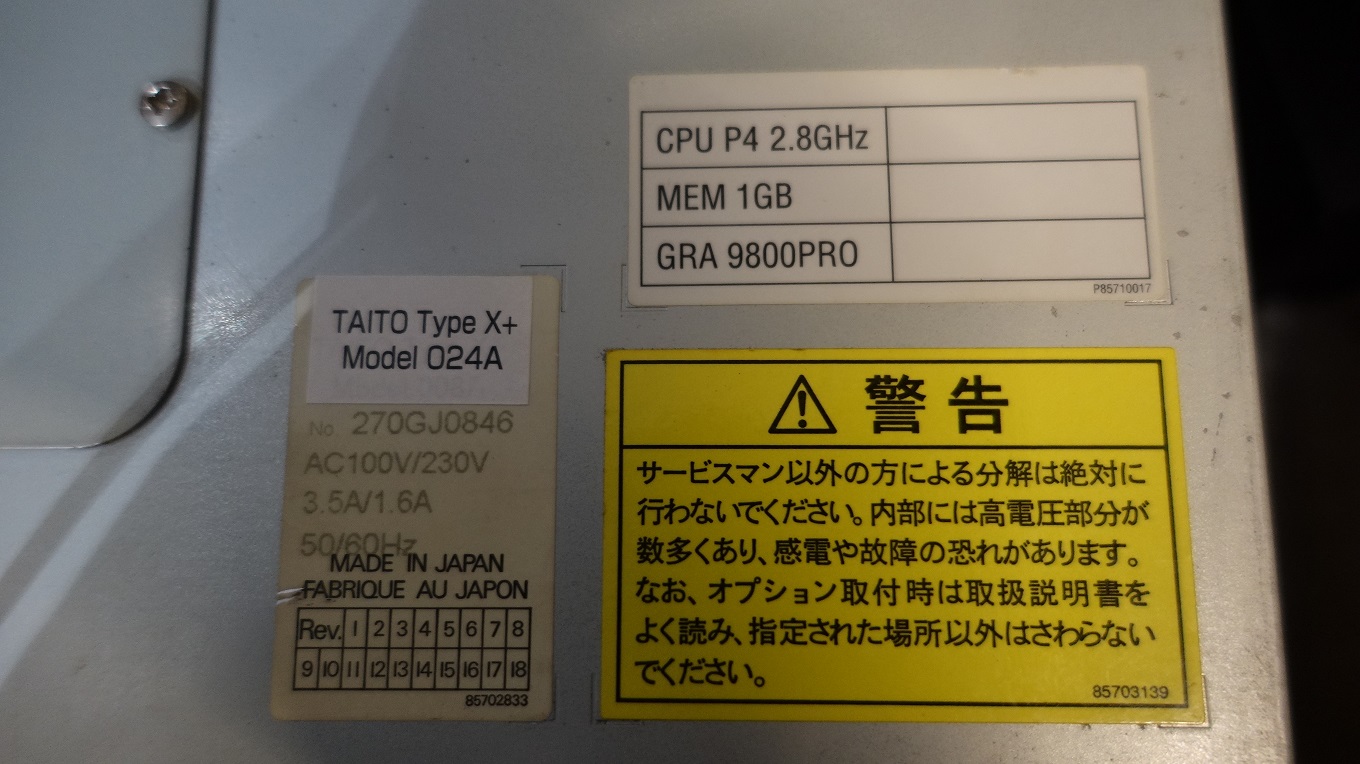 CPU P4 2.8GHz
MEM 1GB
GRA 9800PRO
P85710017
TAITO Type X+
Model 024A
No. 270GJ0846
AC100V/230V
3.5A/1.6A
50/60Hz
MADE IN JAPAN
FABRIQUE AU JAPON
Rev. 1 2 3 4 5 6 7 8
9 10 11 12 13 14 15 16 17 18
85702833
警告
サービスマン以外の方による分解は絶対に
行わないでください。内部には高電圧部分が
数多くあり、感電や故障の恐れがあります。
なお、オプション取付時は取扱説明書を
よく読み、指定された場所以外はさわらない
でください。
85703139